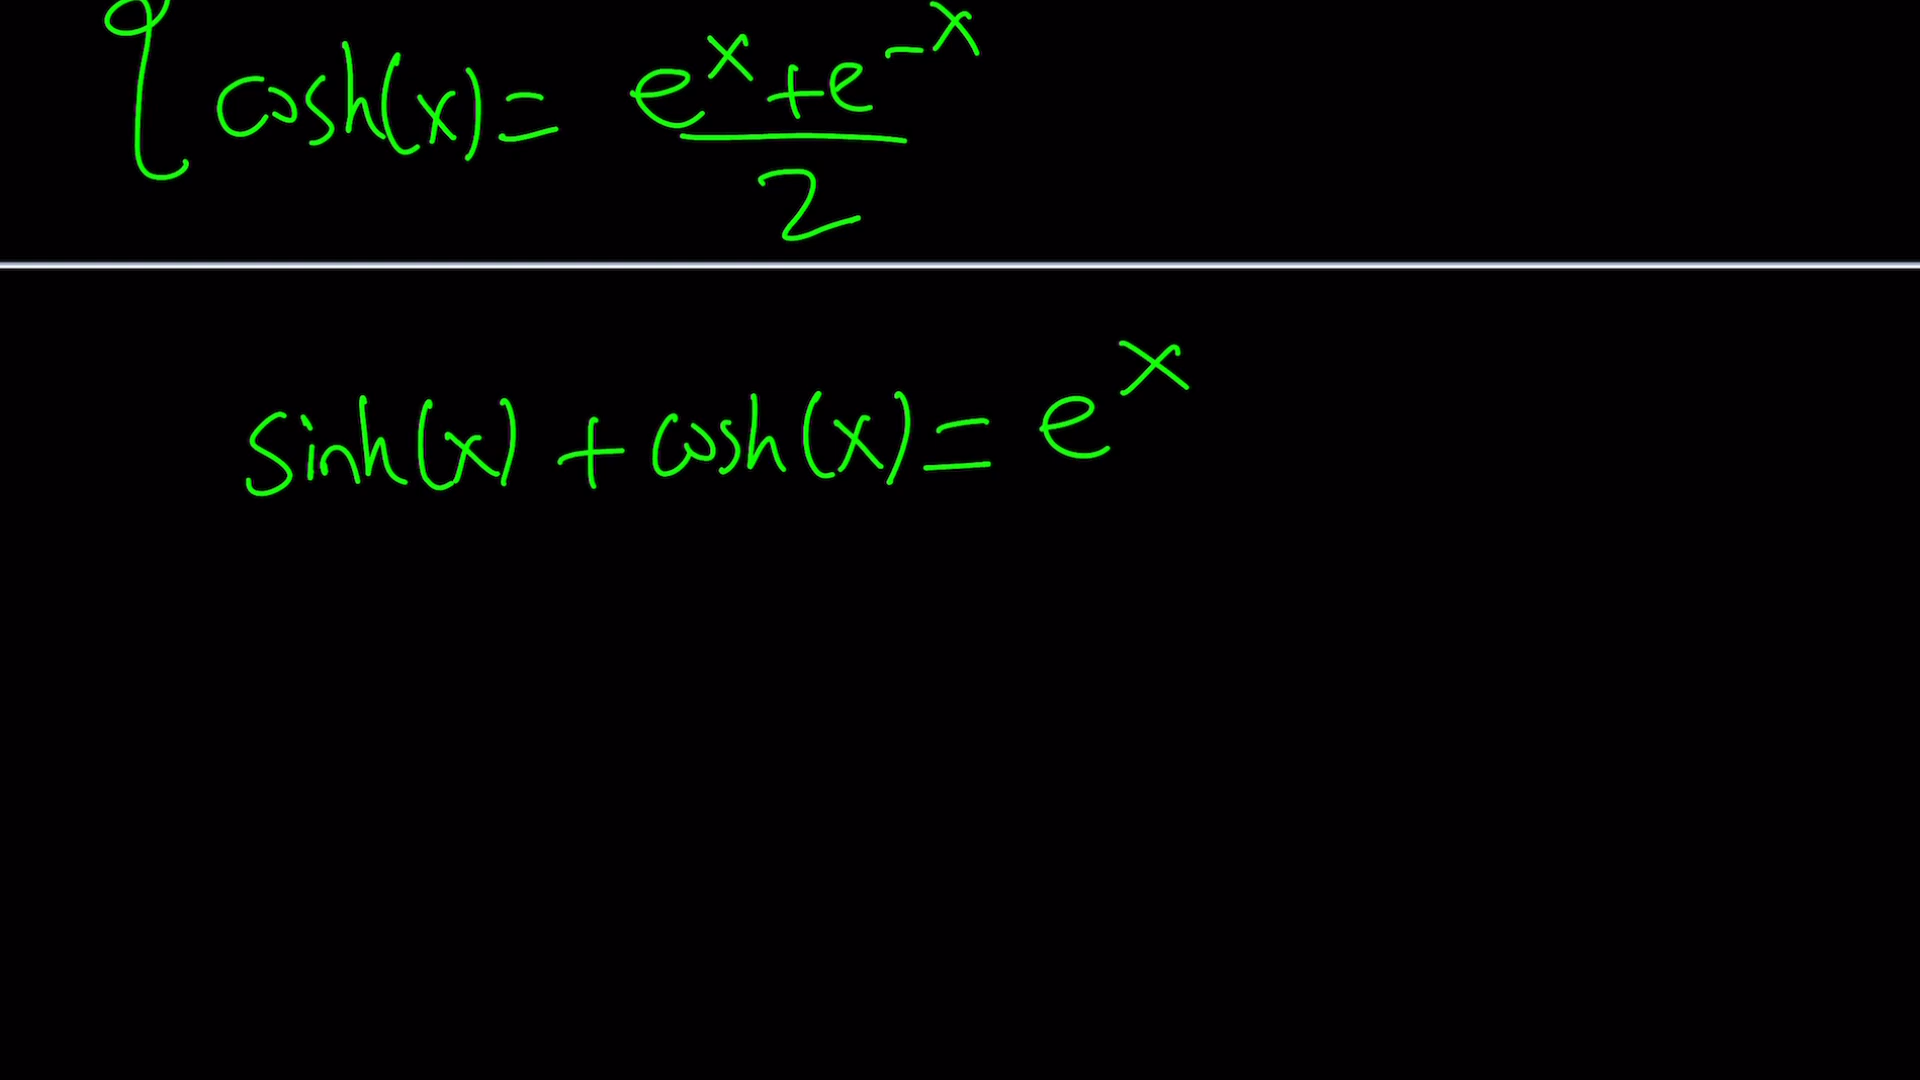 cosh(x) = (e^x + e^-x)/2
sinh(x) + cosh(x) = e^x